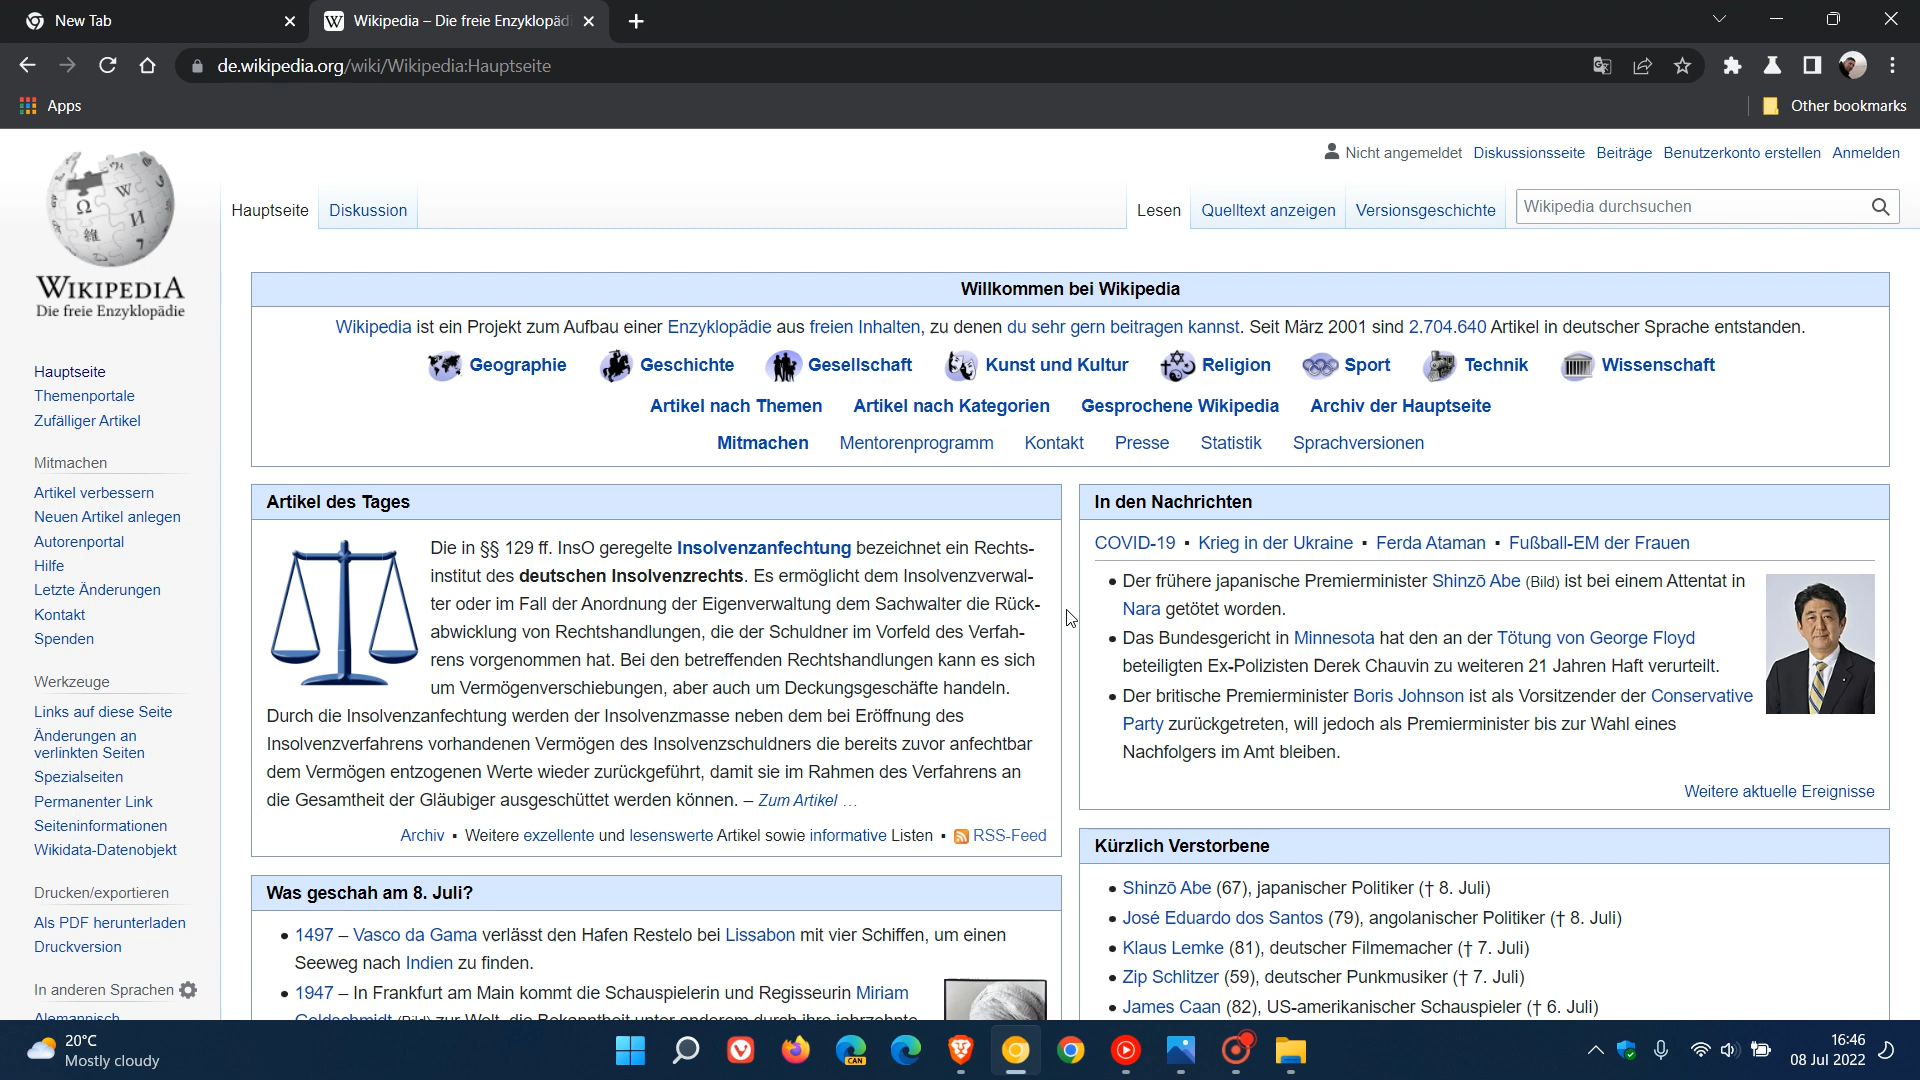 New Tab
Wikipedia – Die freie Enzyklopäd
de.wikipedia.org/wiki/Wikipedia:Hauptseite
Apps
Other bookmarks
Nicht angemeldet Diskussionsseite Beiträge Benutzerkonto erstellen Anmelden
Hauptseite Diskussion Lesen Quelltext anzeigen Versionsgeschichte Wikipedia durchsuchen
WIKIPEDIA
Die freie Enzyklopädie
Hauptseite
Themenportale
Zufälliger Artikel
Mitmachen
Artikel verbessern
Neuen Artikel anlegen
Autorenportal
Hilfe
Letzte Änderungen
Kontakt
Spenden
Werkzeuge
Links auf diese Seite
Änderungen an
verlinkten Seiten
Spezialseiten
Permanenter Link
Seiteninformationen
Wikidata-Datenobjekt
Drucken/exportieren
Als PDF herunterladen
Druckversion
In anderen Sprachen
Alemannisch
Willkommen bei Wikipedia
Wikipedia ist ein Projekt zum Aufbau einer Enzyklopädie aus freien Inhalten, zu denen du sehr gern beitragen kannst. Seit März 2001 sind 2.704.640 Artikel in deutscher Sprache entstanden.
Geographie Geschichte Gesellschaft Kunst und Kultur Religion Sport Technik Wissenschaft
Artikel nach Themen Artikel nach Kategorien Gesprochene Wikipedia Archiv der Hauptseite
Mitmachen Mentorenprogramm Kontakt Presse Statistik Sprachversionen
Artikel des Tages
Die in §§ 129 ff. InsO geregelte Insolvenzanfechtung bezeichnet ein Rechts-
institut des deutschen Insolvenzrechts. Es ermöglicht dem Insolvenzverwal-
ter oder im Fall der Anordnung der Eigenverwaltung dem Sachwalter die Rück-
abwicklung von Rechtshandlungen, die der Schuldner im Vorfeld des Verfah-
rens vorgenommen hat. Bei den betreffenden Rechtshandlungen kann es sich
um Vermögenverschiebungen, aber auch um Deckungsgeschäfte handeln.
Durch die Insolvenzanfechtung werden der Insolvenzmasse neben dem bei Eröffnung des
Insolvenzverfahrens vorhandenen Vermögen des Insolvenzschuldners die bereits zuvor anfechtbar
dem Vermögen entzogenen Werte wieder zurückgeführt, damit sie im Rahmen des Verfahrens an
die Gesamtheit der Gläubiger ausgeschüttet werden können. – Zum Artikel …
Archiv ▪ Weitere exzellente und lesenswerte Artikel sowie informative Listen ▪ RSS-Feed
Was geschah am 8. Juli?
• 1497 – Vasco da Gama verlässt den Hafen Restelo bei Lissabon mit vier Schiffen, um einen
Seeweg nach Indien zu finden.
• 1947 – In Frankfurt am Main kommt die Schauspielerin und Regisseurin Miriam
Goldschmidt (Bild) zur Welt, die Bekanntheit unter anderem durch ihre jahrzehnte
In den Nachrichten
COVID-19 ▪ Krieg in der Ukraine ▪ Ferda Ataman ▪ Fußball-EM der Frauen
• Der frühere japanische Premierminister Shinzō Abe (Bild) ist bei einem Attentat in
Nara getötet worden.
• Das Bundesgericht in Minnesota hat den an der Tötung von George Floyd
beteiligten Ex-Polizisten Derek Chauvin zu weiteren 21 Jahren Haft verurteilt.
• Der britische Premierminister Boris Johnson ist als Vorsitzender der Conservative
Party zurückgetreten, will jedoch als Premierminister bis zur Wahl eines
Nachfolgers im Amt bleiben.
Weitere aktuelle Ereignisse
Kürzlich Verstorbene
• Shinzō Abe (67), japanischer Politiker († 8. Juli)
• José Eduardo dos Santos (79), angolanischer Politiker († 8. Juli)
• Klaus Lemke (81), deutscher Filmemacher († 7. Juli)
• Zip Schlitzer (59), deutscher Punkmusiker († 7. Juli)
• James Caan (82), US-amerikanischer Schauspieler († 6. Juli)
20°C
Mostly cloudy
CAN
16:46
08 Jul 2022